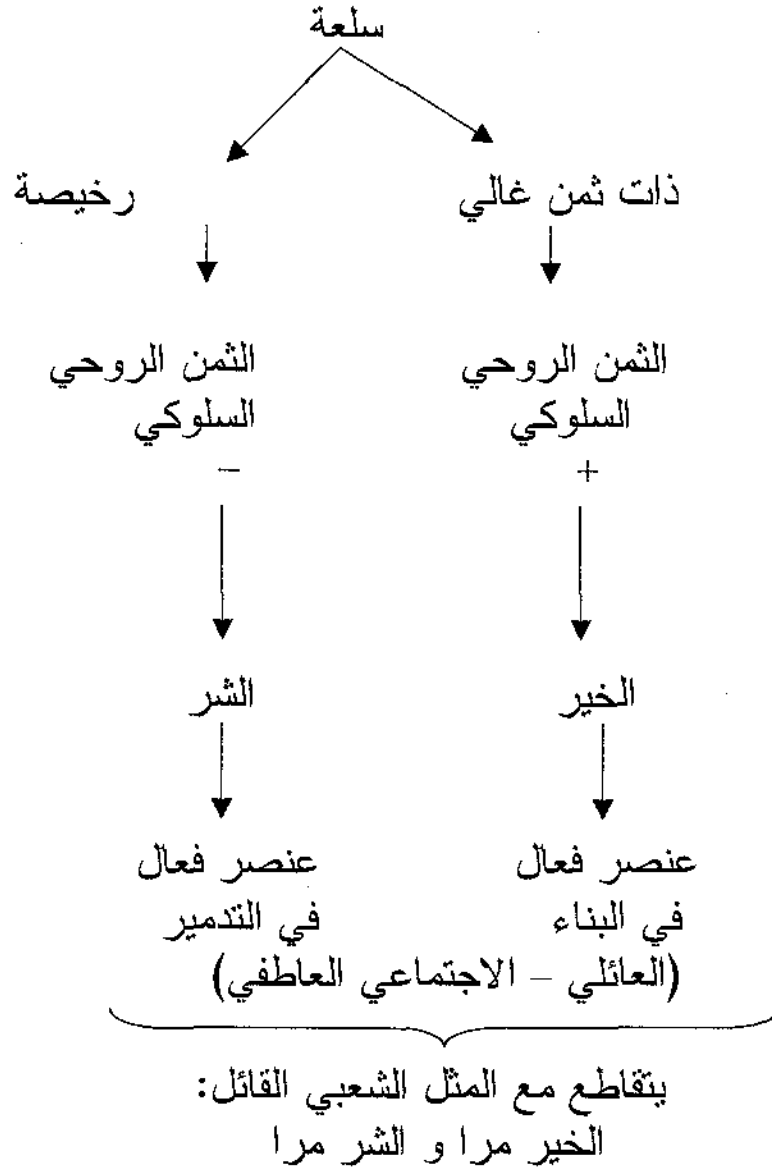 سلعة
ذات ثمن غالي رخيصة
الثمن الروحي الثمن الروحي
السلوكي السلوكي
+ –
الخير الشر
عنصر فعال عنصر فعال
في البناء في التدمير
(العائلي – الاجتماعي العاطفي)
يتقاطع مع المثل الشعبي القائل:
الخير مرا و الشر مرا